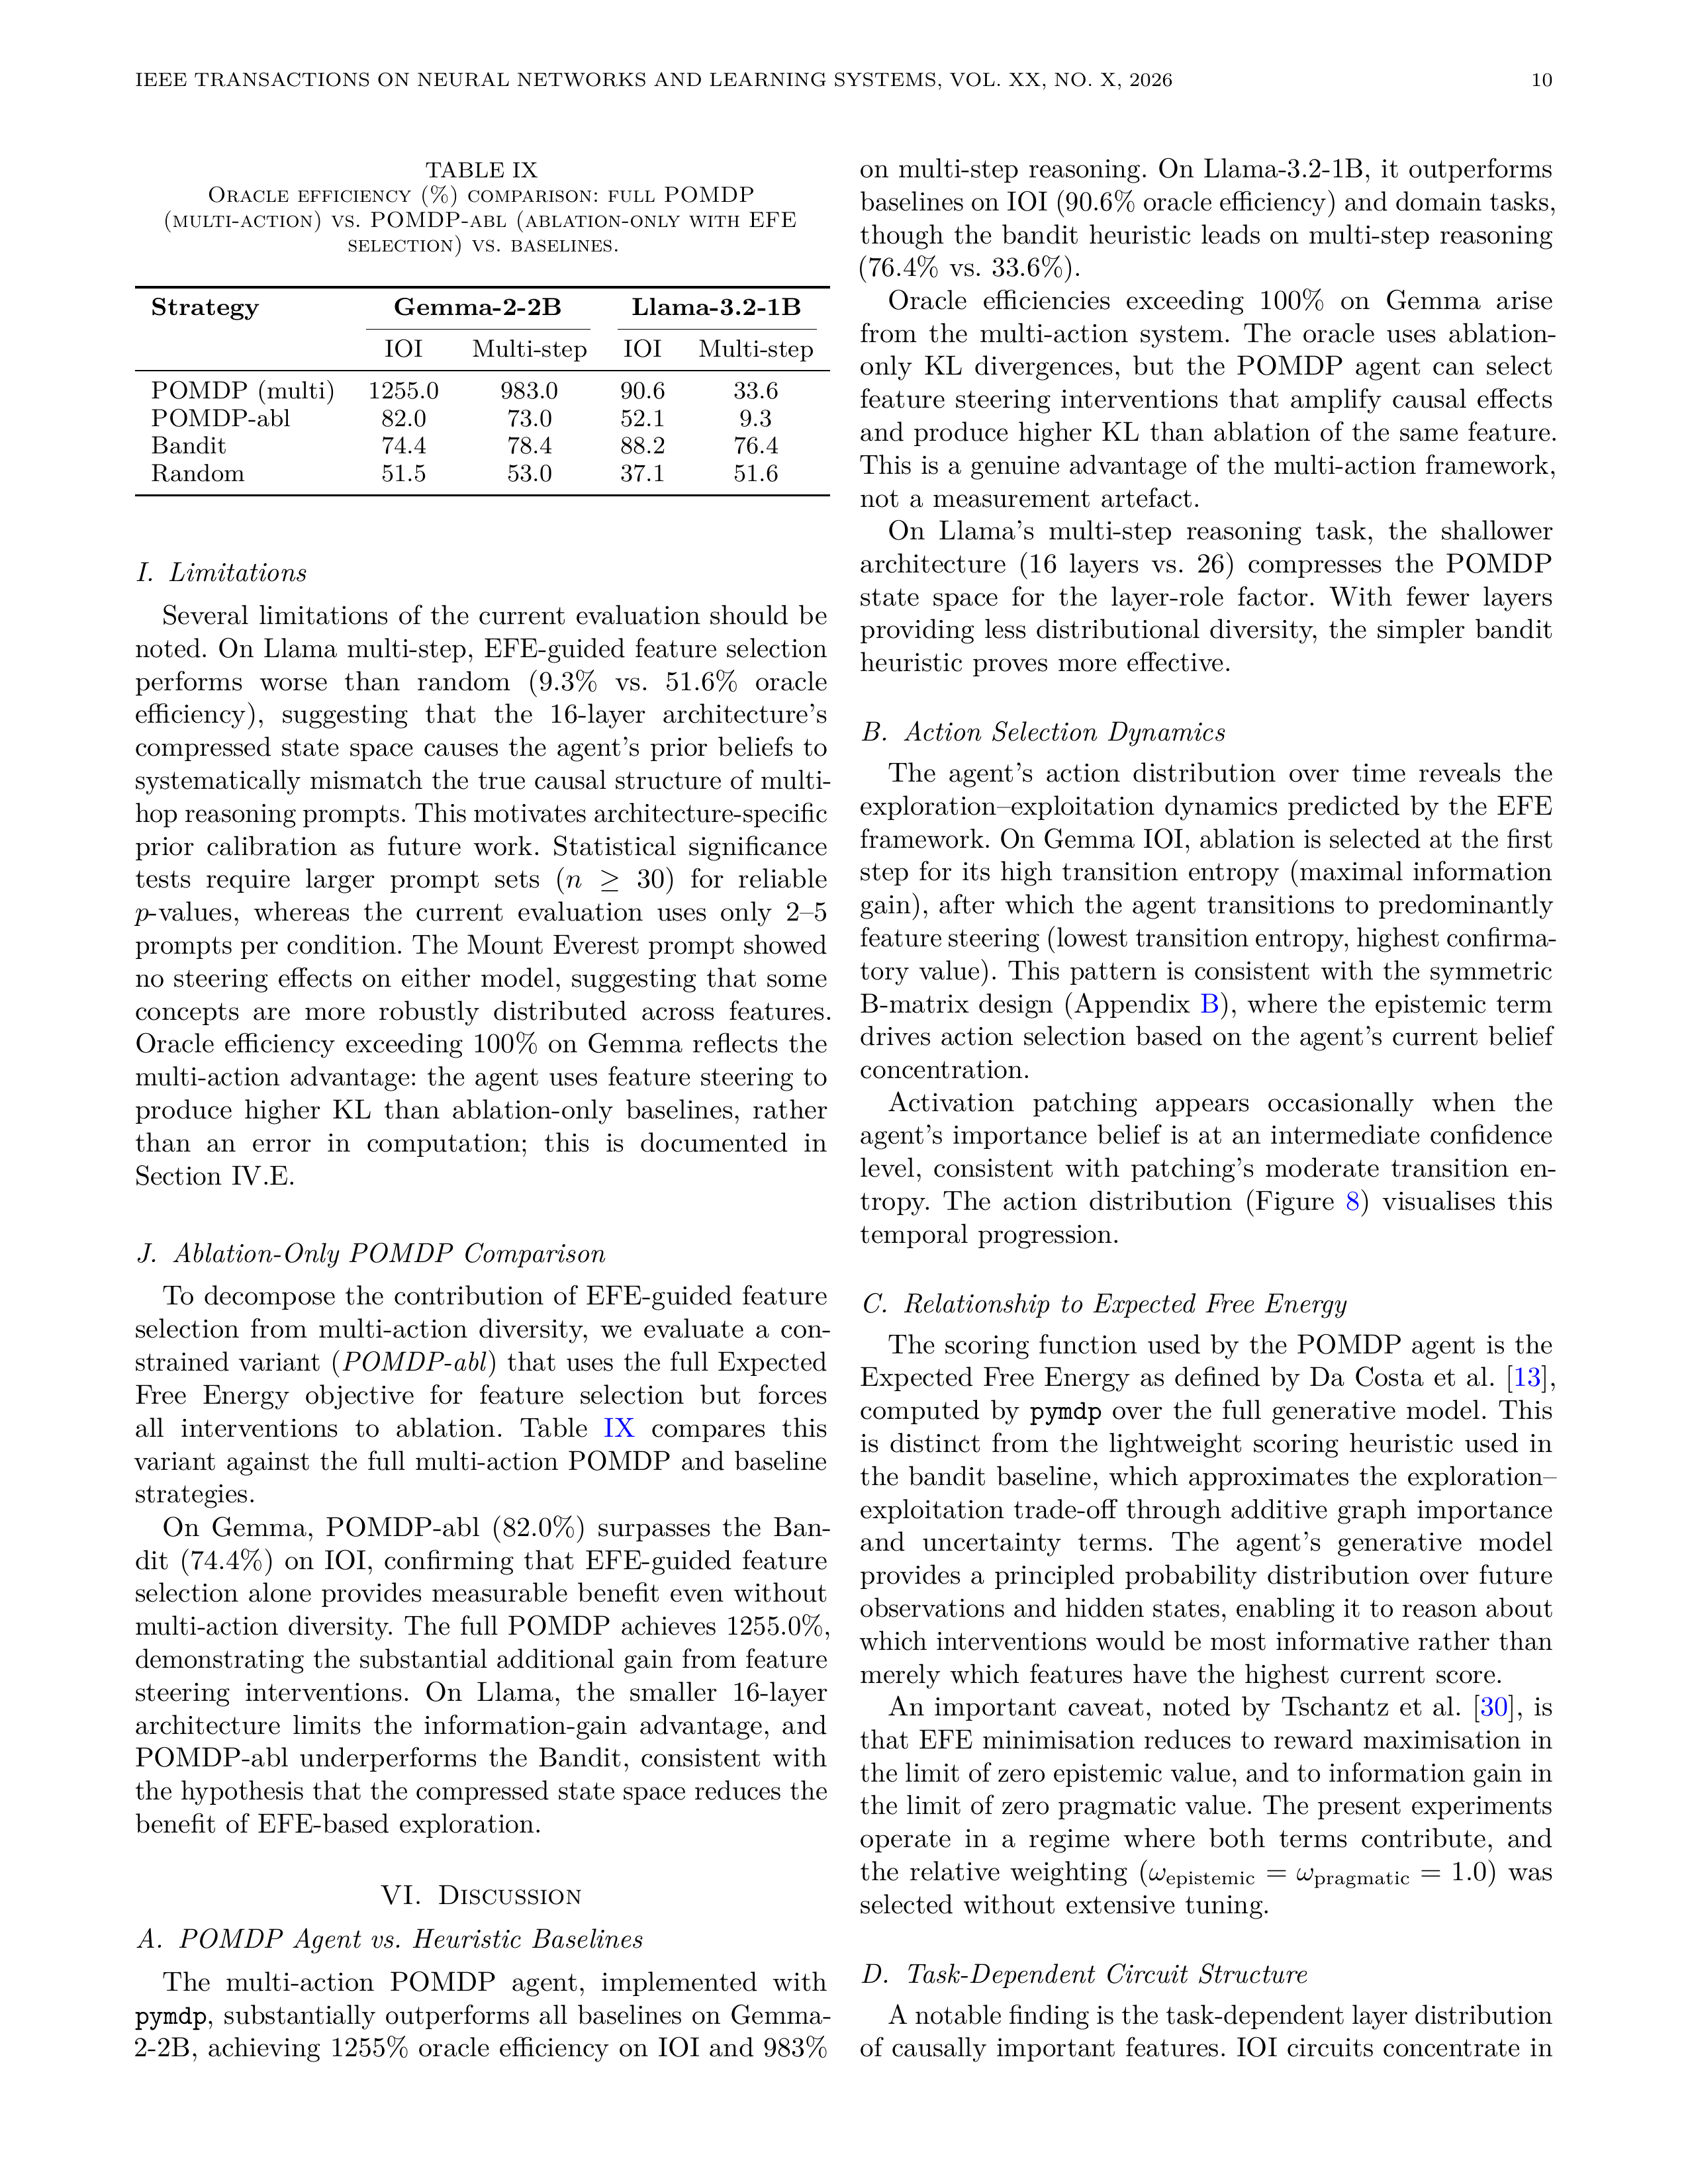 IEEE TRANSACTIONS ON NEURAL NETWORKS AND LEARNING SYSTEMS, VOL. XX, NO. X, 2026 10
TABLE IX
Oracle efficiency (%) comparison: full POMDP
(multi-action) vs. POMDP-abl (ablation-only with EFE
selection) vs. baselines.
Strategy Gemma-2-2B Llama-3.2-1B
IOI Multi-step IOI Multi-step
POMDP (multi) 1255.0 983.0 90.6 33.6
POMDP-abl 82.0 73.0 52.1 9.3
Bandit 74.4 78.4 88.2 76.4
Random 51.5 53.0 37.1 51.6
I. Limitations
Several limitations of the current evaluation should be
noted. On Llama multi-step, EFE-guided feature selection
performs worse than random (9.3% vs. 51.6% oracle
efficiency), suggesting that the 16-layer architecture's
compressed state space causes the agent's prior beliefs to
systematically mismatch the true causal structure of multi-
hop reasoning prompts. This motivates architecture-specific
prior calibration as future work. Statistical significance
tests require larger prompt sets (n ≥ 30) for reliable
p-values, whereas the current evaluation uses only 2–5
prompts per condition. The Mount Everest prompt showed
no steering effects on either model, suggesting that some
concepts are more robustly distributed across features.
Oracle efficiency exceeding 100% on Gemma reflects the
multi-action advantage: the agent uses feature steering to
produce higher KL than ablation-only baselines, rather
than an error in computation; this is documented in
Section IV.E.
J. Ablation-Only POMDP Comparison
To decompose the contribution of EFE-guided feature
selection from multi-action diversity, we evaluate a con-
strained variant (POMDP-abl) that uses the full Expected
Free Energy objective for feature selection but forces
all interventions to ablation. Table IX compares this
variant against the full multi-action POMDP and baseline
strategies.
On Gemma, POMDP-abl (82.0%) surpasses the Ban-
dit (74.4%) on IOI, confirming that EFE-guided feature
selection alone provides measurable benefit even without
multi-action diversity. The full POMDP achieves 1255.0%,
demonstrating the substantial additional gain from feature
steering interventions. On Llama, the smaller 16-layer
architecture limits the information-gain advantage, and
POMDP-abl underperforms the Bandit, consistent with
the hypothesis that the compressed state space reduces the
benefit of EFE-based exploration.
VI. Discussion
A. POMDP Agent vs. Heuristic Baselines
The multi-action POMDP agent, implemented with
pymdp, substantially outperforms all baselines on Gemma-
2-2B, achieving 1255% oracle efficiency on IOI and 983%
on multi-step reasoning. On Llama-3.2-1B, it outperforms
baselines on IOI (90.6% oracle efficiency) and domain tasks,
though the bandit heuristic leads on multi-step reasoning
(76.4% vs. 33.6%).
Oracle efficiencies exceeding 100% on Gemma arise
from the multi-action system. The oracle uses ablation-
only KL divergences, but the POMDP agent can select
feature steering interventions that amplify causal effects
and produce higher KL than ablation of the same feature.
This is a genuine advantage of the multi-action framework,
not a measurement artefact.
On Llama's multi-step reasoning task, the shallower
architecture (16 layers vs. 26) compresses the POMDP
state space for the layer-role factor. With fewer layers
providing less distributional diversity, the simpler bandit
heuristic proves more effective.
B. Action Selection Dynamics
The agent's action distribution over time reveals the
exploration–exploitation dynamics predicted by the EFE
framework. On Gemma IOI, ablation is selected at the first
step for its high transition entropy (maximal information
gain), after which the agent transitions to predominantly
feature steering (lowest transition entropy, highest confirma-
tory value). This pattern is consistent with the symmetric
B-matrix design (Appendix B), where the epistemic term
drives action selection based on the agent's current belief
concentration.
Activation patching appears occasionally when the
agent's importance belief is at an intermediate confidence
level, consistent with patching's moderate transition en-
tropy. The action distribution (Figure 8) visualises this
temporal progression.
C. Relationship to Expected Free Energy
The scoring function used by the POMDP agent is the
Expected Free Energy as defined by Da Costa et al. [13],
computed by pymdp over the full generative model. This
is distinct from the lightweight scoring heuristic used in
the bandit baseline, which approximates the exploration–
exploitation trade-off through additive graph importance
and uncertainty terms. The agent's generative model
provides a principled probability distribution over future
observations and hidden states, enabling it to reason about
which interventions would be most informative rather than
merely which features have the highest current score.
An important caveat, noted by Tschantz et al. [30], is
that EFE minimisation reduces to reward maximisation in
the limit of zero epistemic value, and to information gain in
the limit of zero pragmatic value. The present experiments
operate in a regime where both terms contribute, and
the relative weighting (ω_epistemic = ω_pragmatic = 1.0) was
selected without extensive tuning.
D. Task-Dependent Circuit Structure
A notable finding is the task-dependent layer distribution
of causally important features. IOI circuits concentrate in